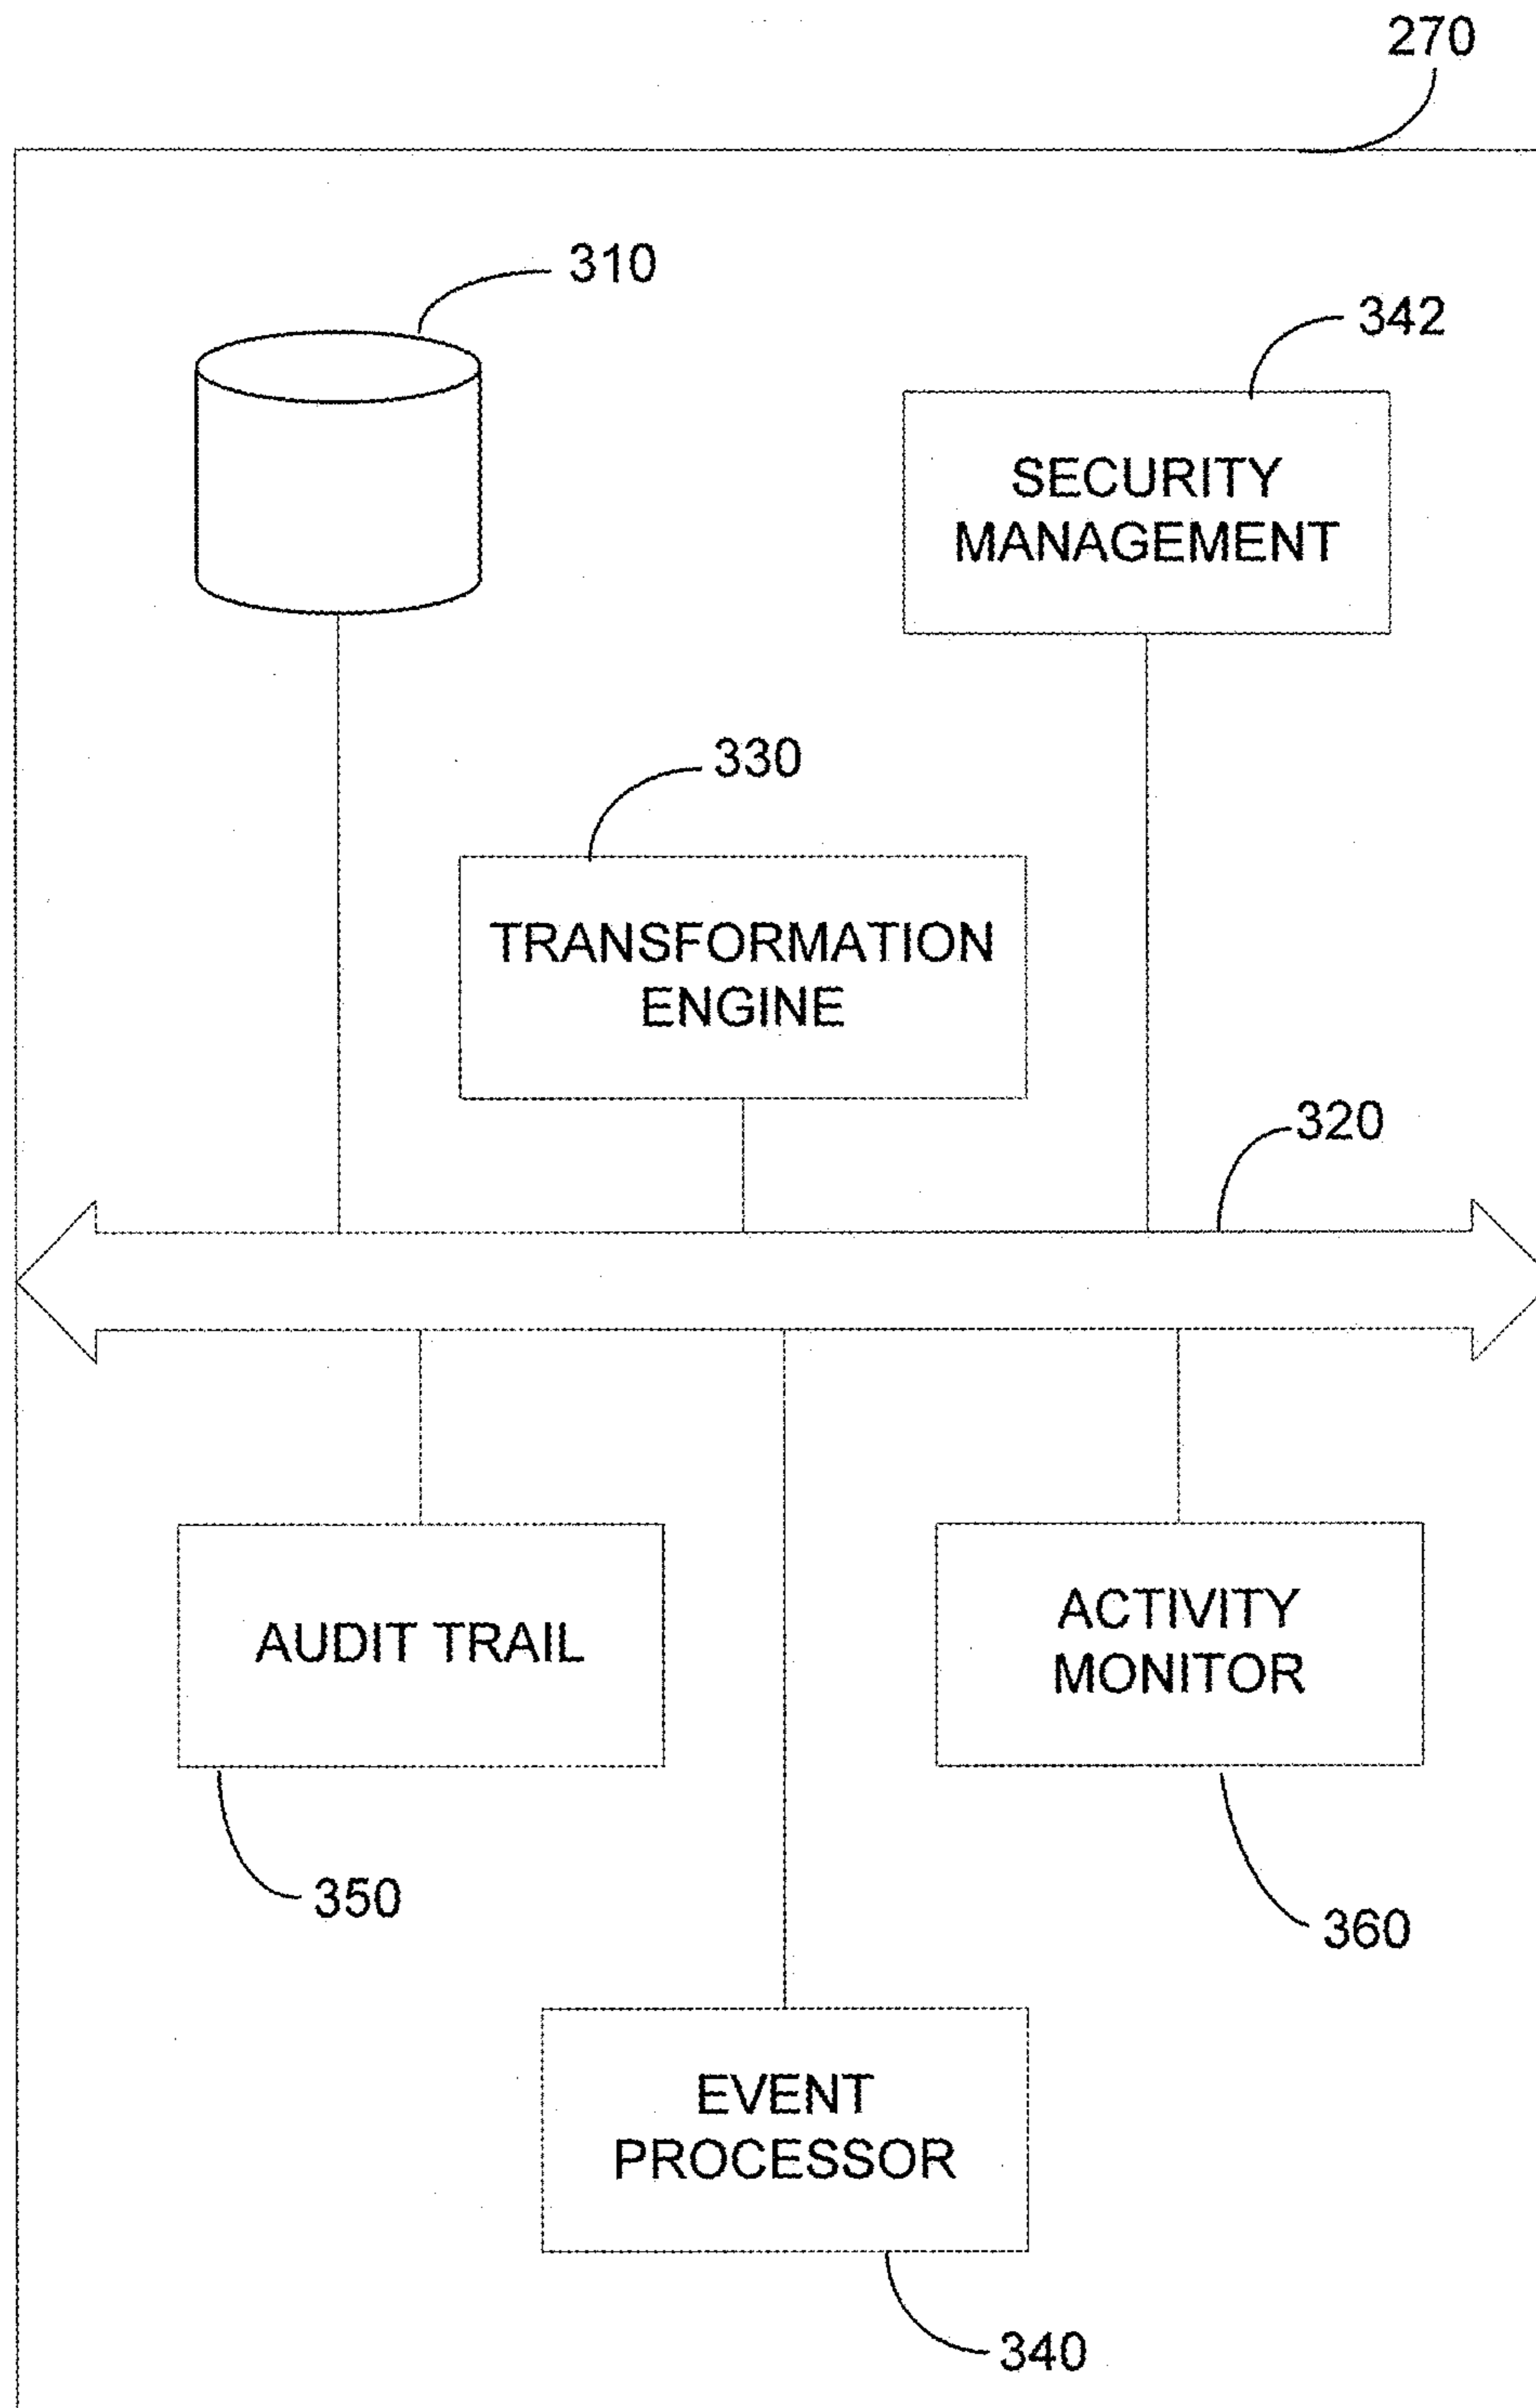 270
310
342
SECURITY
MANAGEMENT
330
TRANSFORMATION
ENGINE
320
AUDIT TRAIL
ACTIVITY
MONITOR
350
360
EVENT
PROCESSOR
340